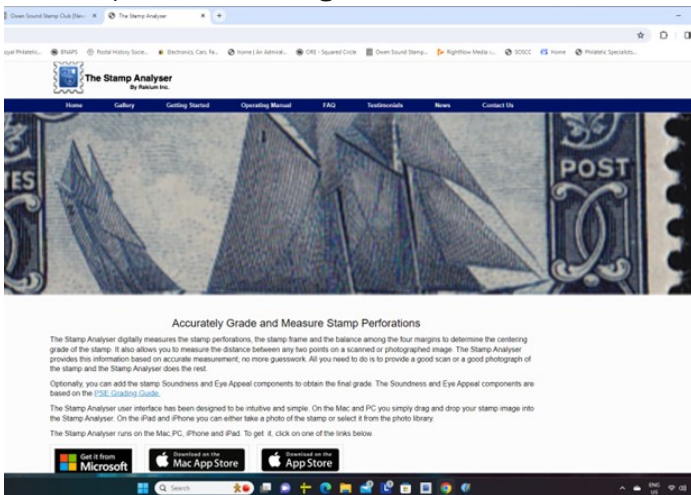 Owen Sound Stamp Club
The Stamp Analyser
Philatelic...
BNAPS
Postal History Socie...
Electronics, Cars, Fa...
Home | An Admiral...
ORE - Squared Circle
Owen Sound Stamp...
Rightflow Media :...
SOSCC
Home
Philatelic Specialists...
The Stamp Analyser
By Rakium Inc.
Home
Gallery
Getting Started
Operating Manual
FAQ
Testimonials
News
Contact Us
POST
Accurately Grade and Measure Stamp Perforations
The Stamp Analyser digitally measures the stamp perforations, the stamp frame and the balance among the four margins to determine the centering
grade of the stamp. It also allows you to measure the distance between any two points on a scanned or photographed image. The Stamp Analyser
provides this information based on accurate measurement, no more guesswork. All you need to do is to provide a good scan or a good photograph of
the stamp and the Stamp Analyser does the rest.
Optionally, you can add the stamp Soundness and Eye Appeal components to obtain the final grade. The Soundness and Eye Appeal components are
based on the PSE Grading Guide.
The Stamp Analyser user interface has been designed to be intuitive and simple. On the Mac and PC you simply drag and drop your stamp image into
the Stamp Analyser. On the iPad and iPhone you can either take a photo of the stamp or select it from the photo library.
The Stamp Analyser runs on the Mac,PC, iPhone and iPad. To get it, click on one of the links below.
Get it from
Microsoft
Download on the
Mac App Store
Download on the
App Store
Search
ENG
US